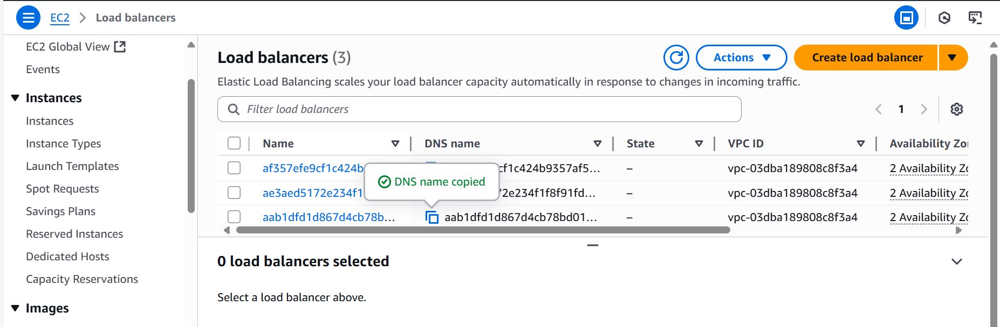 EC2 > Load balancers
EC2 Global View
Events
Instances
Instances
Instance Types
Launch Templates
Spot Requests
Savings Plans
Reserved Instances
Dedicated Hosts
Capacity Reservations
Images
Load balancers (3)
Actions
Create load balancer
Elastic Load Balancing scales your load balancer capacity automatically in response to changes in incoming traffic.
Filter load balancers
1
Name DNS name State VPC ID Availability Zo
af357efe9cf1c424b cf1c424b9357af5... – vpc-03dba189808c8f3a4 2 Availability Zo
DNS name copied
ae3aed5172e234f1 72e234f1f8f91fd... – vpc-03dba189808c8f3a4 2 Availability Zo
aab1dfd1d867d4cb78b... aab1dfd1d867d4cb78bd01... – vpc-03dba189808c8f3a4 2 Availability Zo
0 load balancers selected
Select a load balancer above.